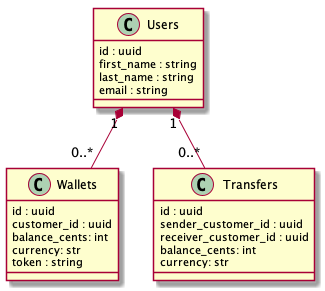 C Users
id : uuid
first_name : string
last_name : string
email : string
1 1
0..* 0..*
C Wallets
id : uuid
customer_id : uuid
balance_cents: int
currency: str
token : string
C Transfers
id : uuid
sender_customer_id : uuid
receiver_customer_id : uuid
balance_cents: int
currency: str